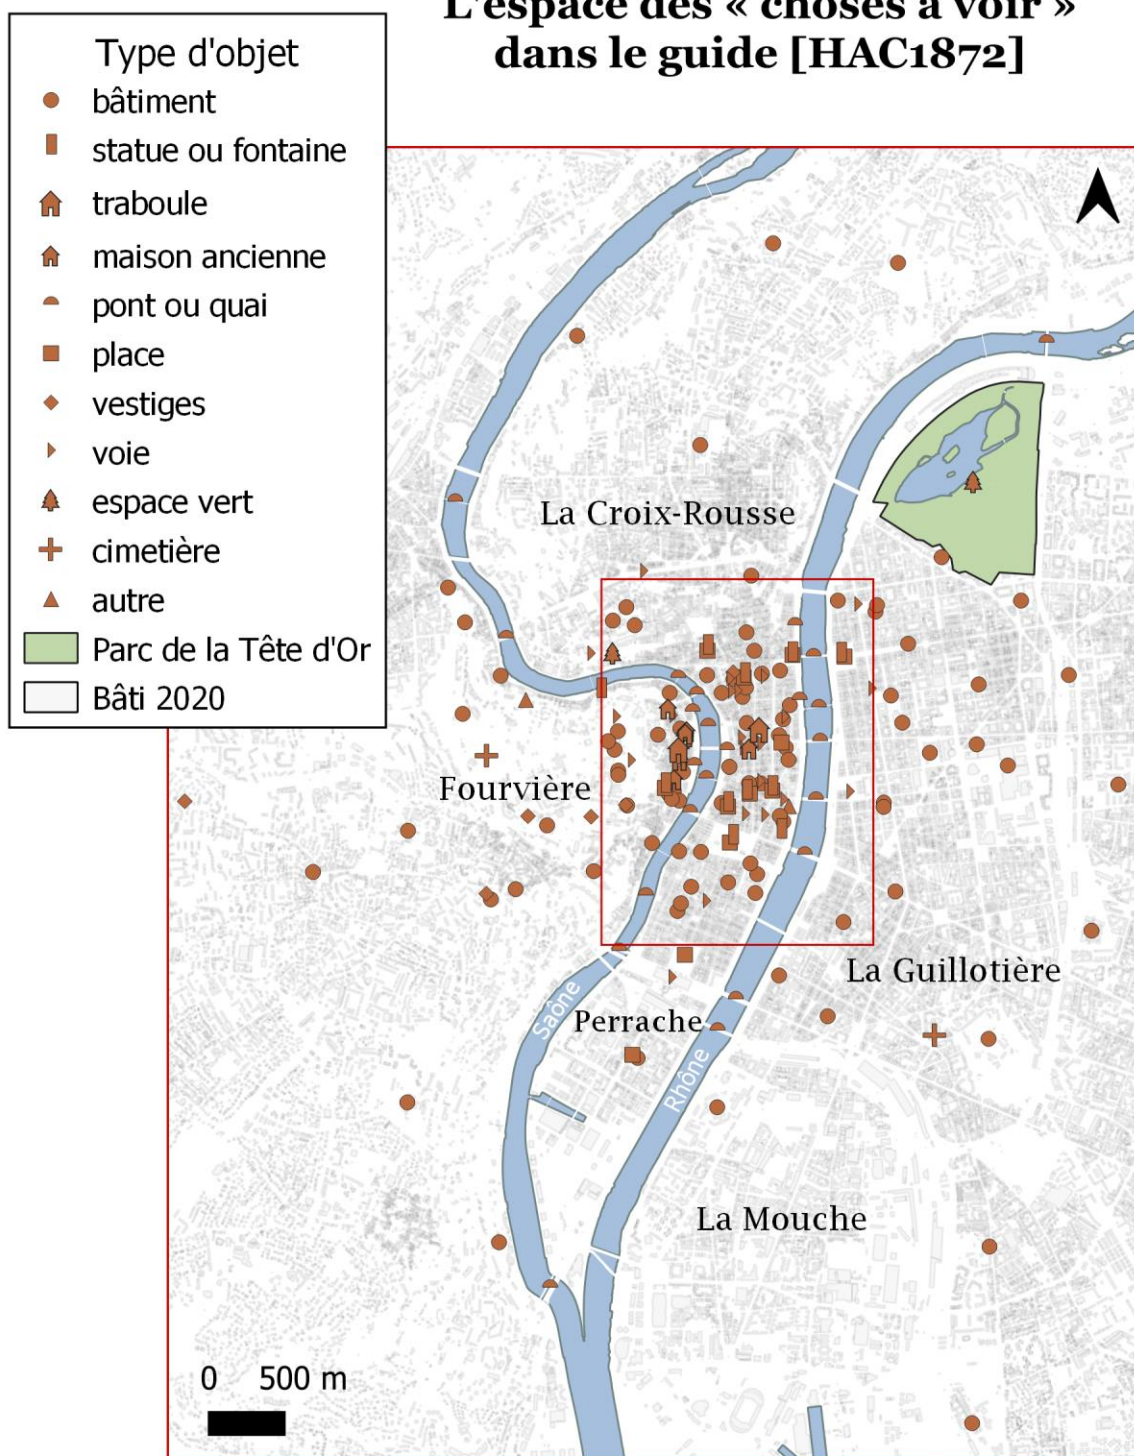 L'espace des « choses à voir »
dans le guide [HAC1872]
Type d'objet
bâtiment
statue ou fontaine
traboule
maison ancienne
pont ou quai
place
vestiges
voie
espace vert
cimetière
autre
Parc de la Tête d'Or
Bâti 2020
La Croix-Rousse
Fourvière
La Guillotière
Saône
Perrache
Rhône
La Mouche
0 500 m